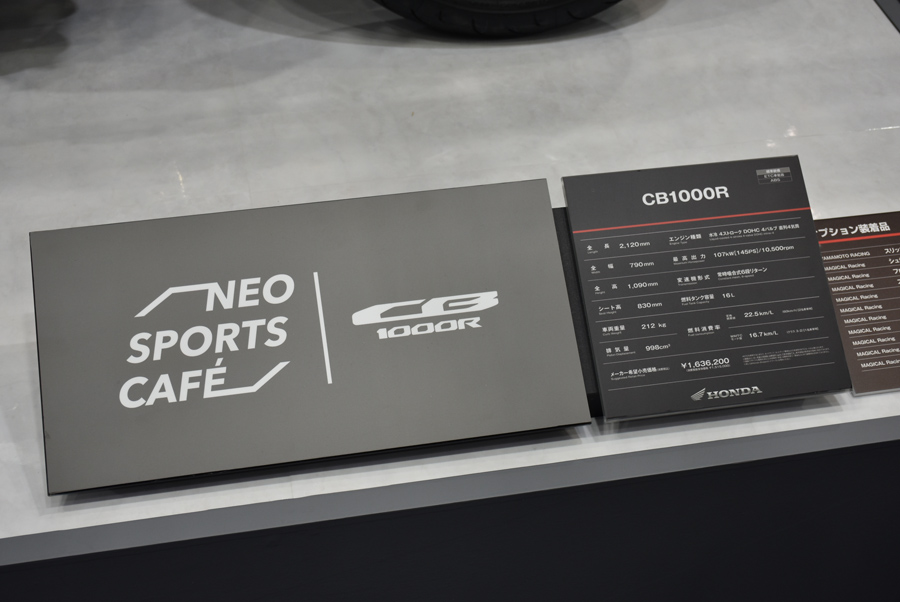 NEO
SPORTS
CAFÉ
CB
1000R
CB1000R
全長 2,120mm
全幅 790mm
全高 1,090mm
シート高 830mm
車両重量 212 kg
排気量 998cm³
メーカー希望小売価格 ¥1,636,200
エンジン種類 水冷 4ストローク DOHC 4バルブ 直列4気筒
最高出力 107kW[145PS]/10,500rpm
変速機形式 常時噛合式6段リターン
燃料タンク容量 16L
燃料消費率 22.5km/L
16.7km/L
HONDA
プション装着品
YAMAMOTO RACING
MAGICAL Racing
MAGICAL Racing
MAGICAL Racing
MAGICAL Racing
MAGICAL Racing
MAGICAL Racing
MAGICAL Racing
MAGICAL Racing
MAGICAL Racing